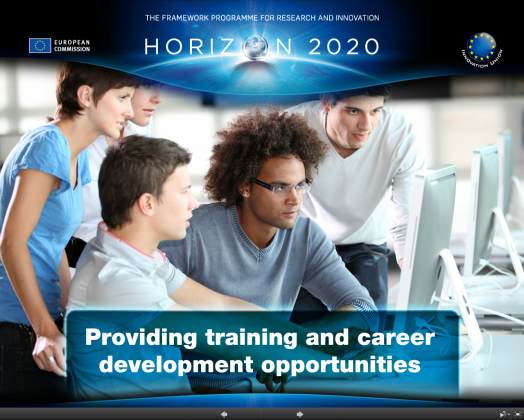 THE FRAMEWORK PROGRAMME FOR RESEARCH AND INNOVATION
EUROPEAN
COMMISSION
HORIZON 2020
INNOVATION UNION
Providing training and career
development opportunities